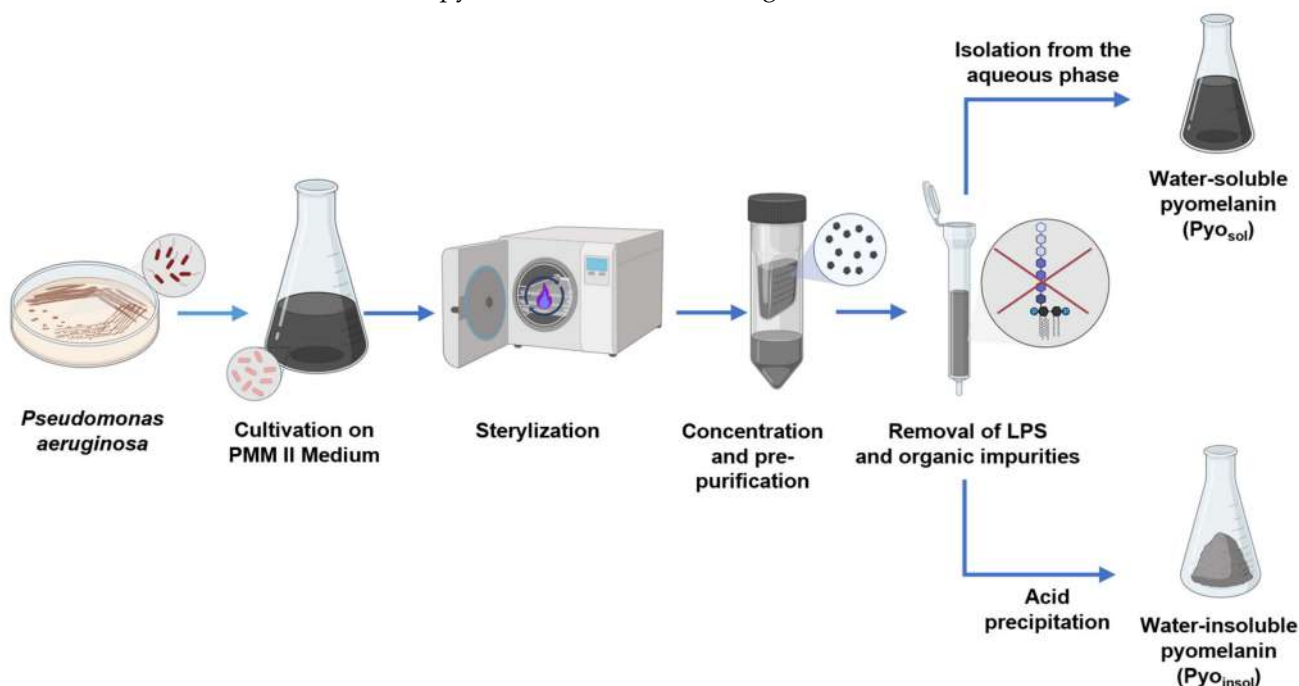 Isolation from the
aqueous phase
Water-soluble
pyomelanin
(Pyosol)
Pseudomonas
aeruginosa
Cultivation on
PMM II Medium
Sterylization
Concentration
and pre-
purification
Removal of LPS
and organic impurities
Acid
precipitation
Water-insoluble
pyomelanin
(Pyoinsol)